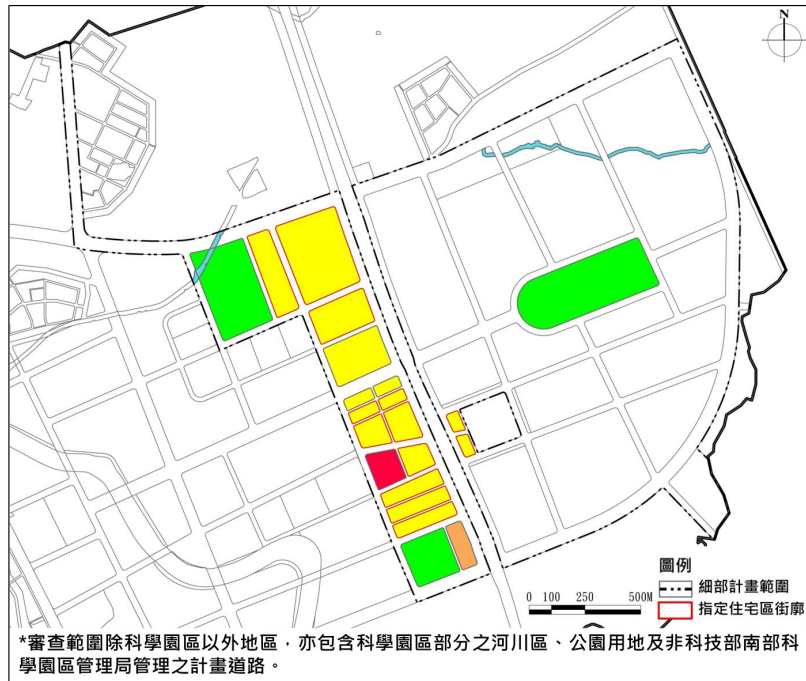 N
圖例
細部計畫範圍
0 100 250 500M
指定住宅區街廓
*審查範圍除科學園區以外地區，亦包含科學園區部分之河川區、公園用地及非科技部南部科
學園區管理局管理之計畫道路。